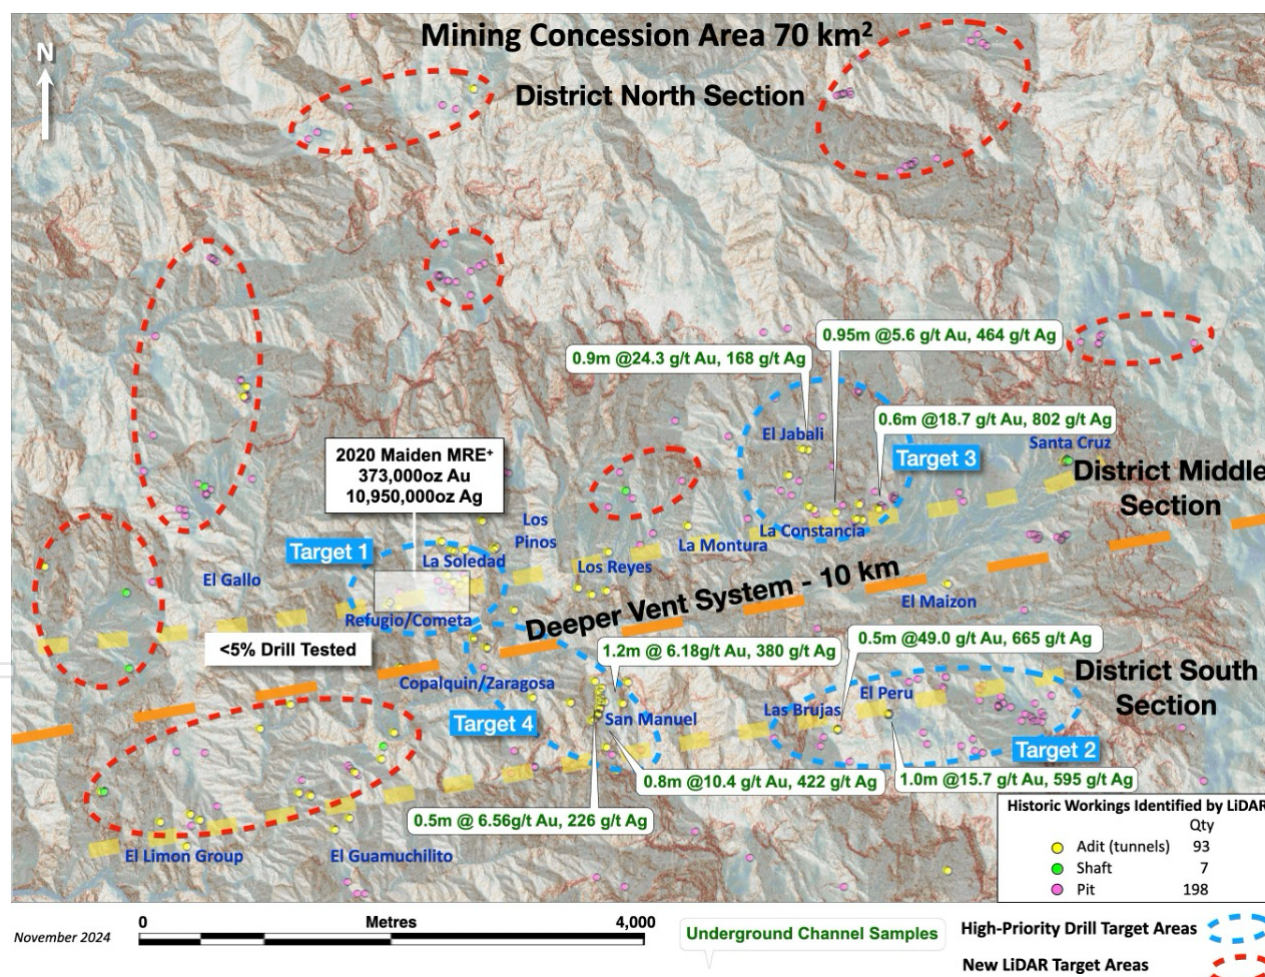 Mining Concession Area 70 km²
N
District North Section
0.95m @5.6 g/t Au, 464 g/t Ag
0.9m @24.3 g/t Au, 168 g/t Ag
0.6m @18.7 g/t Au, 802 g/t Ag
El Jabali
Santa Cruz
Target 3
District Middle
Section
2020 Maiden MRE⁺
373,000oz Au
10,950,000oz Ag
Los
Pinos
La Constancia
La Montura
Target 1
La Soledad
Los Reyes
El Gallo
Deeper Vent System - 10 km
El Maizon
Refugio/Cometa
<5% Drill Tested
0.5m @49.0 g/t Au, 665 g/t Ag
1.2m @ 6.18g/t Au, 380 g/t Ag
District South
Section
Copalquin/Zaragosa
El Peru
Las Brujas
San Manuel
Target 4
Target 2
0.8m @10.4 g/t Au, 422 g/t Ag
1.0m @15.7 g/t Au, 595 g/t Ag
0.5m @ 6.56g/t Au, 226 g/t Ag
El Limon Group
El Guamuchilito
Historic Workings Identified by LiDAR
Qty
Adit (tunnels) 93
Shaft 7
Pit 198
November 2024
0 Metres 4,000
Underground Channel Samples
High-Priority Drill Target Areas
New LiDAR Target Areas